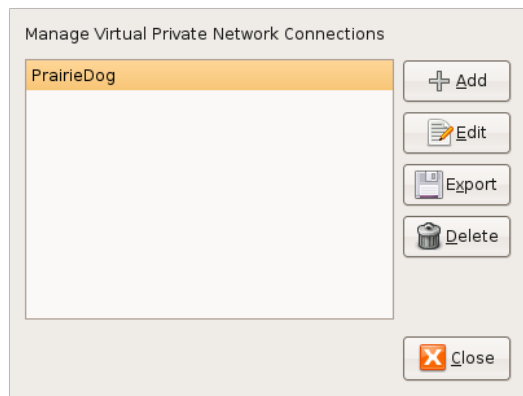 Manage Virtual Private Network Connections
PrairieDog
Add
Edit
Export
Delete
Close